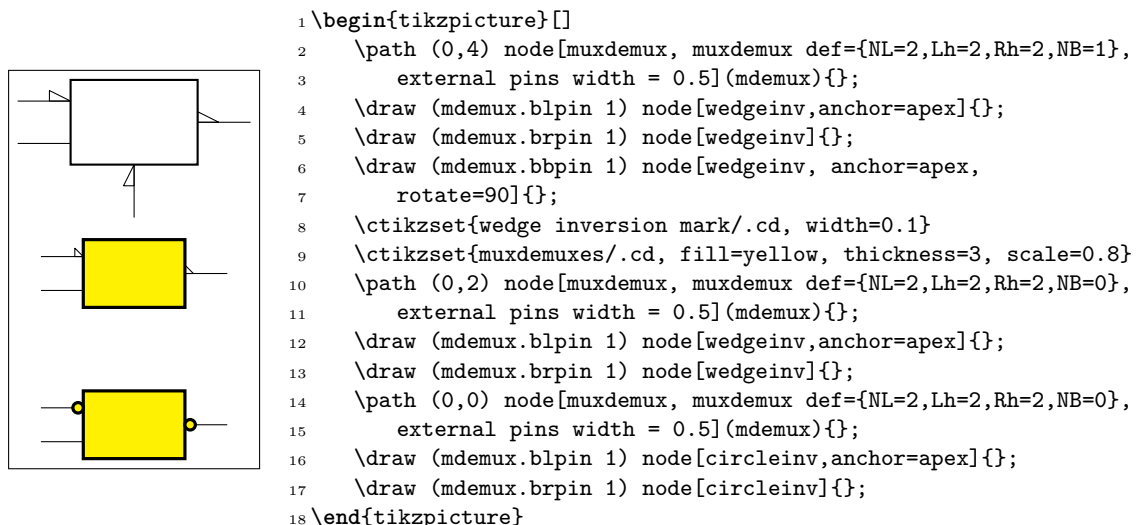 1 \begin{tikzpicture}[]
2 \path (0,4) node[muxdemux, muxdemux def={NL=2,Lh=2,Rh=2,NB=1},
3 external pins width = 0.5](mdemux){};
4 \draw (mdemux.blpin 1) node[wedgeinv,anchor=apex]{};
5 \draw (mdemux.brpin 1) node[wedgeinv]{};
6 \draw (mdemux.bbpin 1) node[wedgeinv, anchor=apex,
7 rotate=90]{};
8 \ctikzset{wedge inversion mark/.cd, width=0.1}
9 \ctikzset{muxdemuxes/.cd, fill=yellow, thickness=3, scale=0.8}
10 \path (0,2) node[muxdemux, muxdemux def={NL=2,Lh=2,Rh=2,NB=0},
11 external pins width = 0.5](mdemux){};
12 \draw (mdemux.blpin 1) node[wedgeinv,anchor=apex]{};
13 \draw (mdemux.brpin 1) node[wedgeinv]{};
14 \path (0,0) node[muxdemux, muxdemux def={NL=2,Lh=2,Rh=2,NB=0},
15 external pins width = 0.5](mdemux){};
16 \draw (mdemux.blpin 1) node[circleinv,anchor=apex]{};
17 \draw (mdemux.brpin 1) node[circleinv]{};
18 \end{tikzpicture}